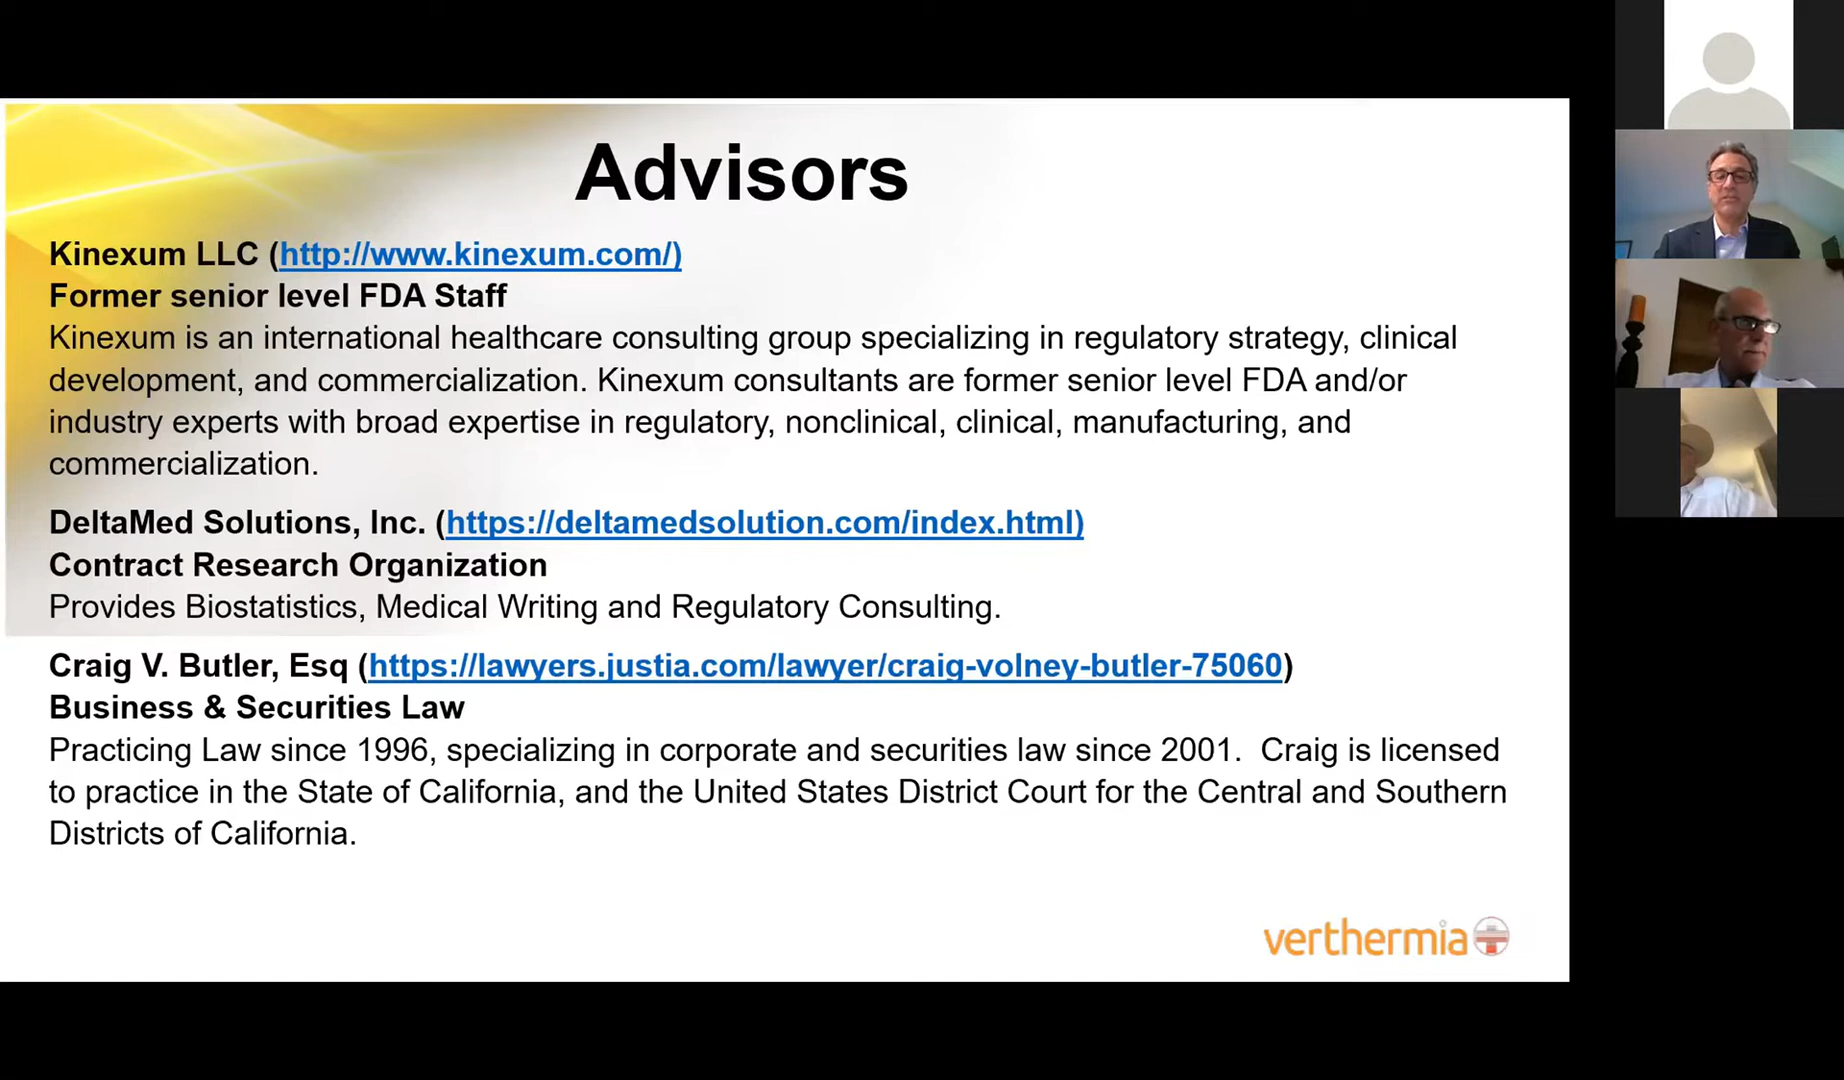 Advisors
Kinexum LLC (http://www.kinexum.com/)
Former senior level FDA Staff
Kinexum is an international healthcare consulting group specializing in regulatory strategy, clinical
development, and commercialization. Kinexum consultants are former senior level FDA and/or
industry experts with broad expertise in regulatory, nonclinical, clinical, manufacturing, and
commercialization.
DeltaMed Solutions, Inc. (https://deltamedsolution.com/index.html)
Contract Research Organization
Provides Biostatistics, Medical Writing and Regulatory Consulting.
Craig V. Butler, Esq (https://lawyers.justia.com/lawyer/craig-volney-butler-75060)
Business & Securities Law
Practicing Law since 1996, specializing in corporate and securities law since 2001.  Craig is licensed
to practice in the State of California, and the United States District Court for the Central and Southern
Districts of California.
verthermia